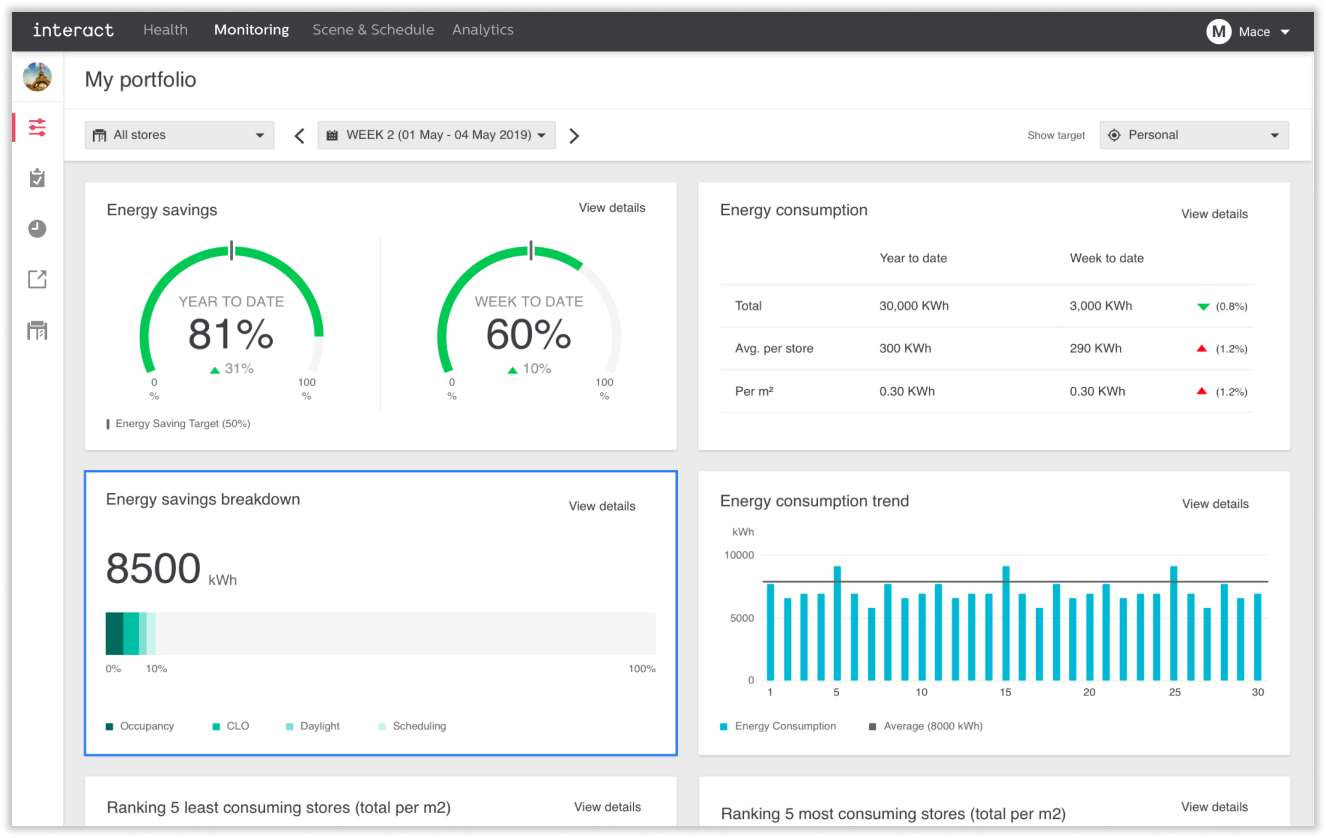 interact Health Monitoring Scene & Schedule Analytics M Mace
My portfolio
All stores WEEK 2 (01 May - 04 May 2019) Show target Personal
Energy savings View details
YEAR TO DATE
81%
31%
0 % 100 %
WEEK TO DATE
60%
10%
0 % 100 %
Energy Saving Target (50%)
Energy consumption View details
Year to date Week to date
Total 30,000 KWh 3,000 KWh (0.8%)
Avg. per store 300 KWh 290 KWh (1.2%)
Per m² 0.30 KWh 0.30 KWh (1.2%)
Energy savings breakdown View details
8500 kWh
0% 10% 100%
Occupancy CLO Daylight Scheduling
Energy consumption trend View details
kWh
10000
5000
0
1 5 10 15 20 25 30
Energy Consumption Average (8000 kWh)
Ranking 5 least consuming stores (total per m2) View details
Ranking 5 most consuming stores (total per m2) View details